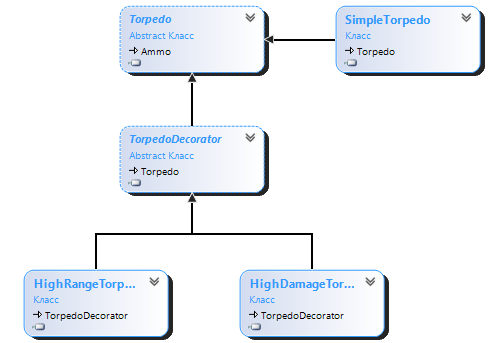 Torpedo
Abstract Класс
Ammo
SimpleTorpedo
Класс
Torpedo
TorpedoDecorator
Abstract Класс
Torpedo
HighRangeTorp...
Класс
TorpedoDecorator
HighDamageTor...
Класс
TorpedoDecorator